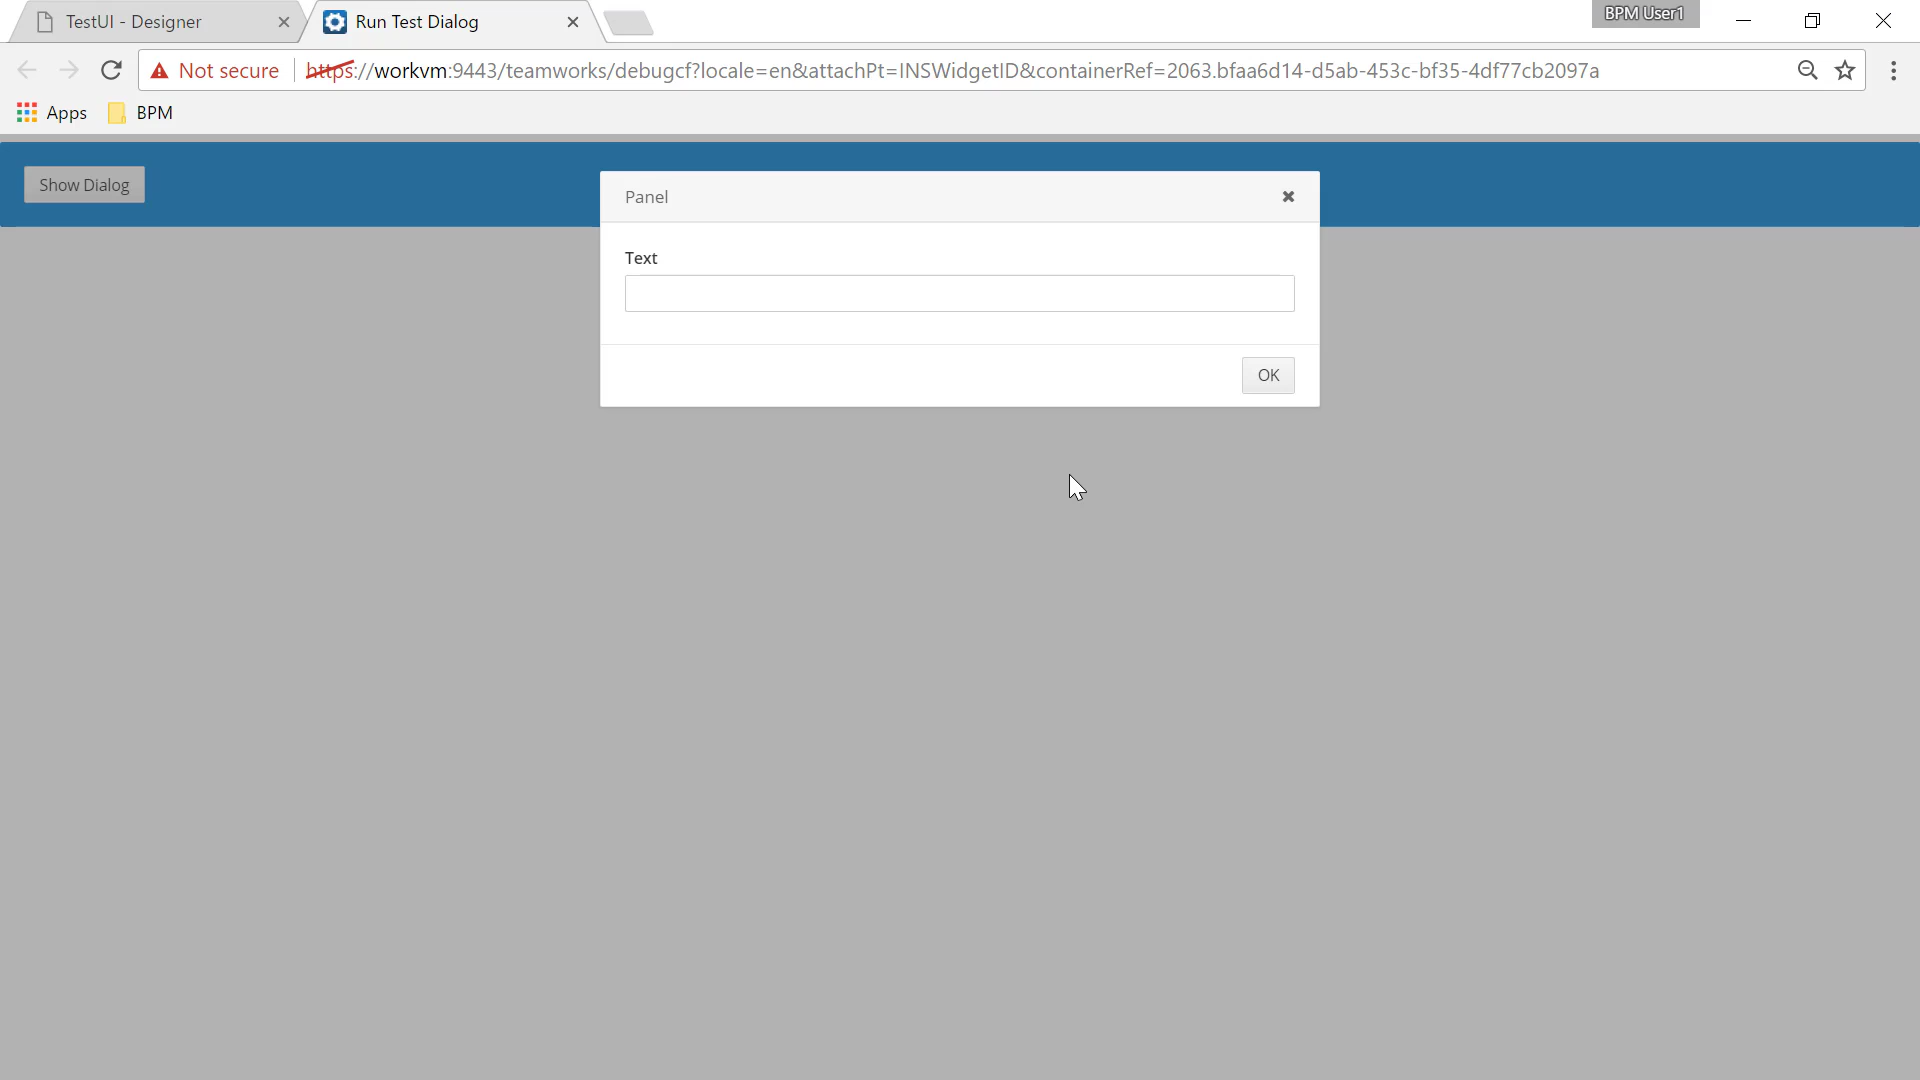 TestUI - Designer
Run Test Dialog
BPM User1
Not secure
https://workvm:9443/teamworks/debugcf?locale=en&attachPt=INSWidgetID&containerRef=2063.bfaa6d14-d5ab-453c-bf35-4df77cb2097a
Apps
BPM
Show Dialog
Panel
Text
OK